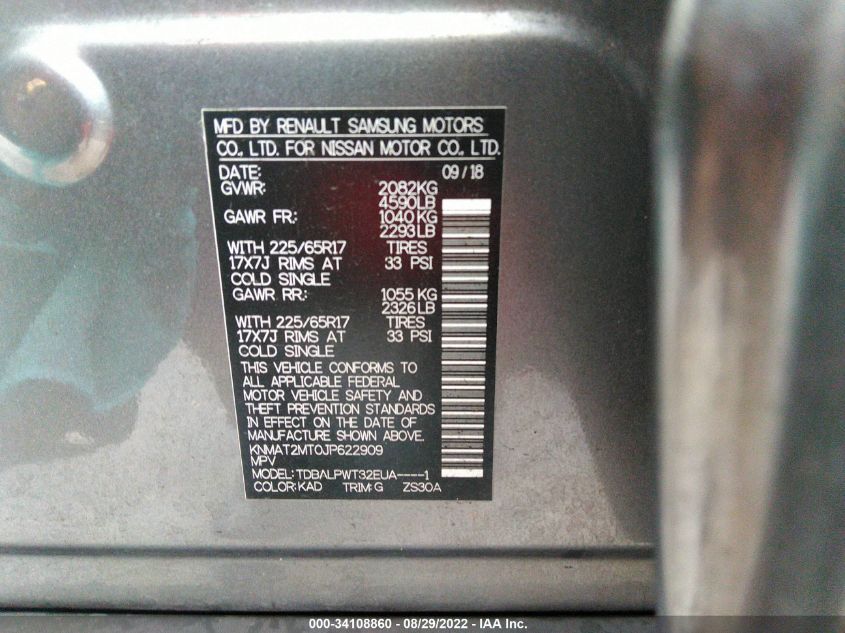 MFD BY RENAULT SAMSUNG MOTORS
CO., LTD. FOR NISSAN MOTOR CO., LTD.
DATE: 09/18
GVWR: 2082KG
4590LB
GAWR FR: 1040 KG
2293LB
WITH 225/65R17 TIRES
17X7J RIMS AT 33 PSI
COLD SINGLE
GAWR RR: 1055 KG
2326LB
WITH 225/65R17 TIRES
17X7J RIMS AT 33 PSI
COLD SINGLE
THIS VEHICLE CONFORMS TO
ALL APPLICABLE FEDERAL
MOTOR VEHICLE SAFETY AND
THEFT PREVENTION STANDARDS
IN EFFECT ON THE DATE OF
MANUFACTURE SHOWN ABOVE.
KNMAT2MT0JP622909
MPV
MODEL: TDBALPWT32EUA----1
COLOR: KAD TRIM: G ZS30A
000-34108860 - 08/29/2022 - IAA Inc.